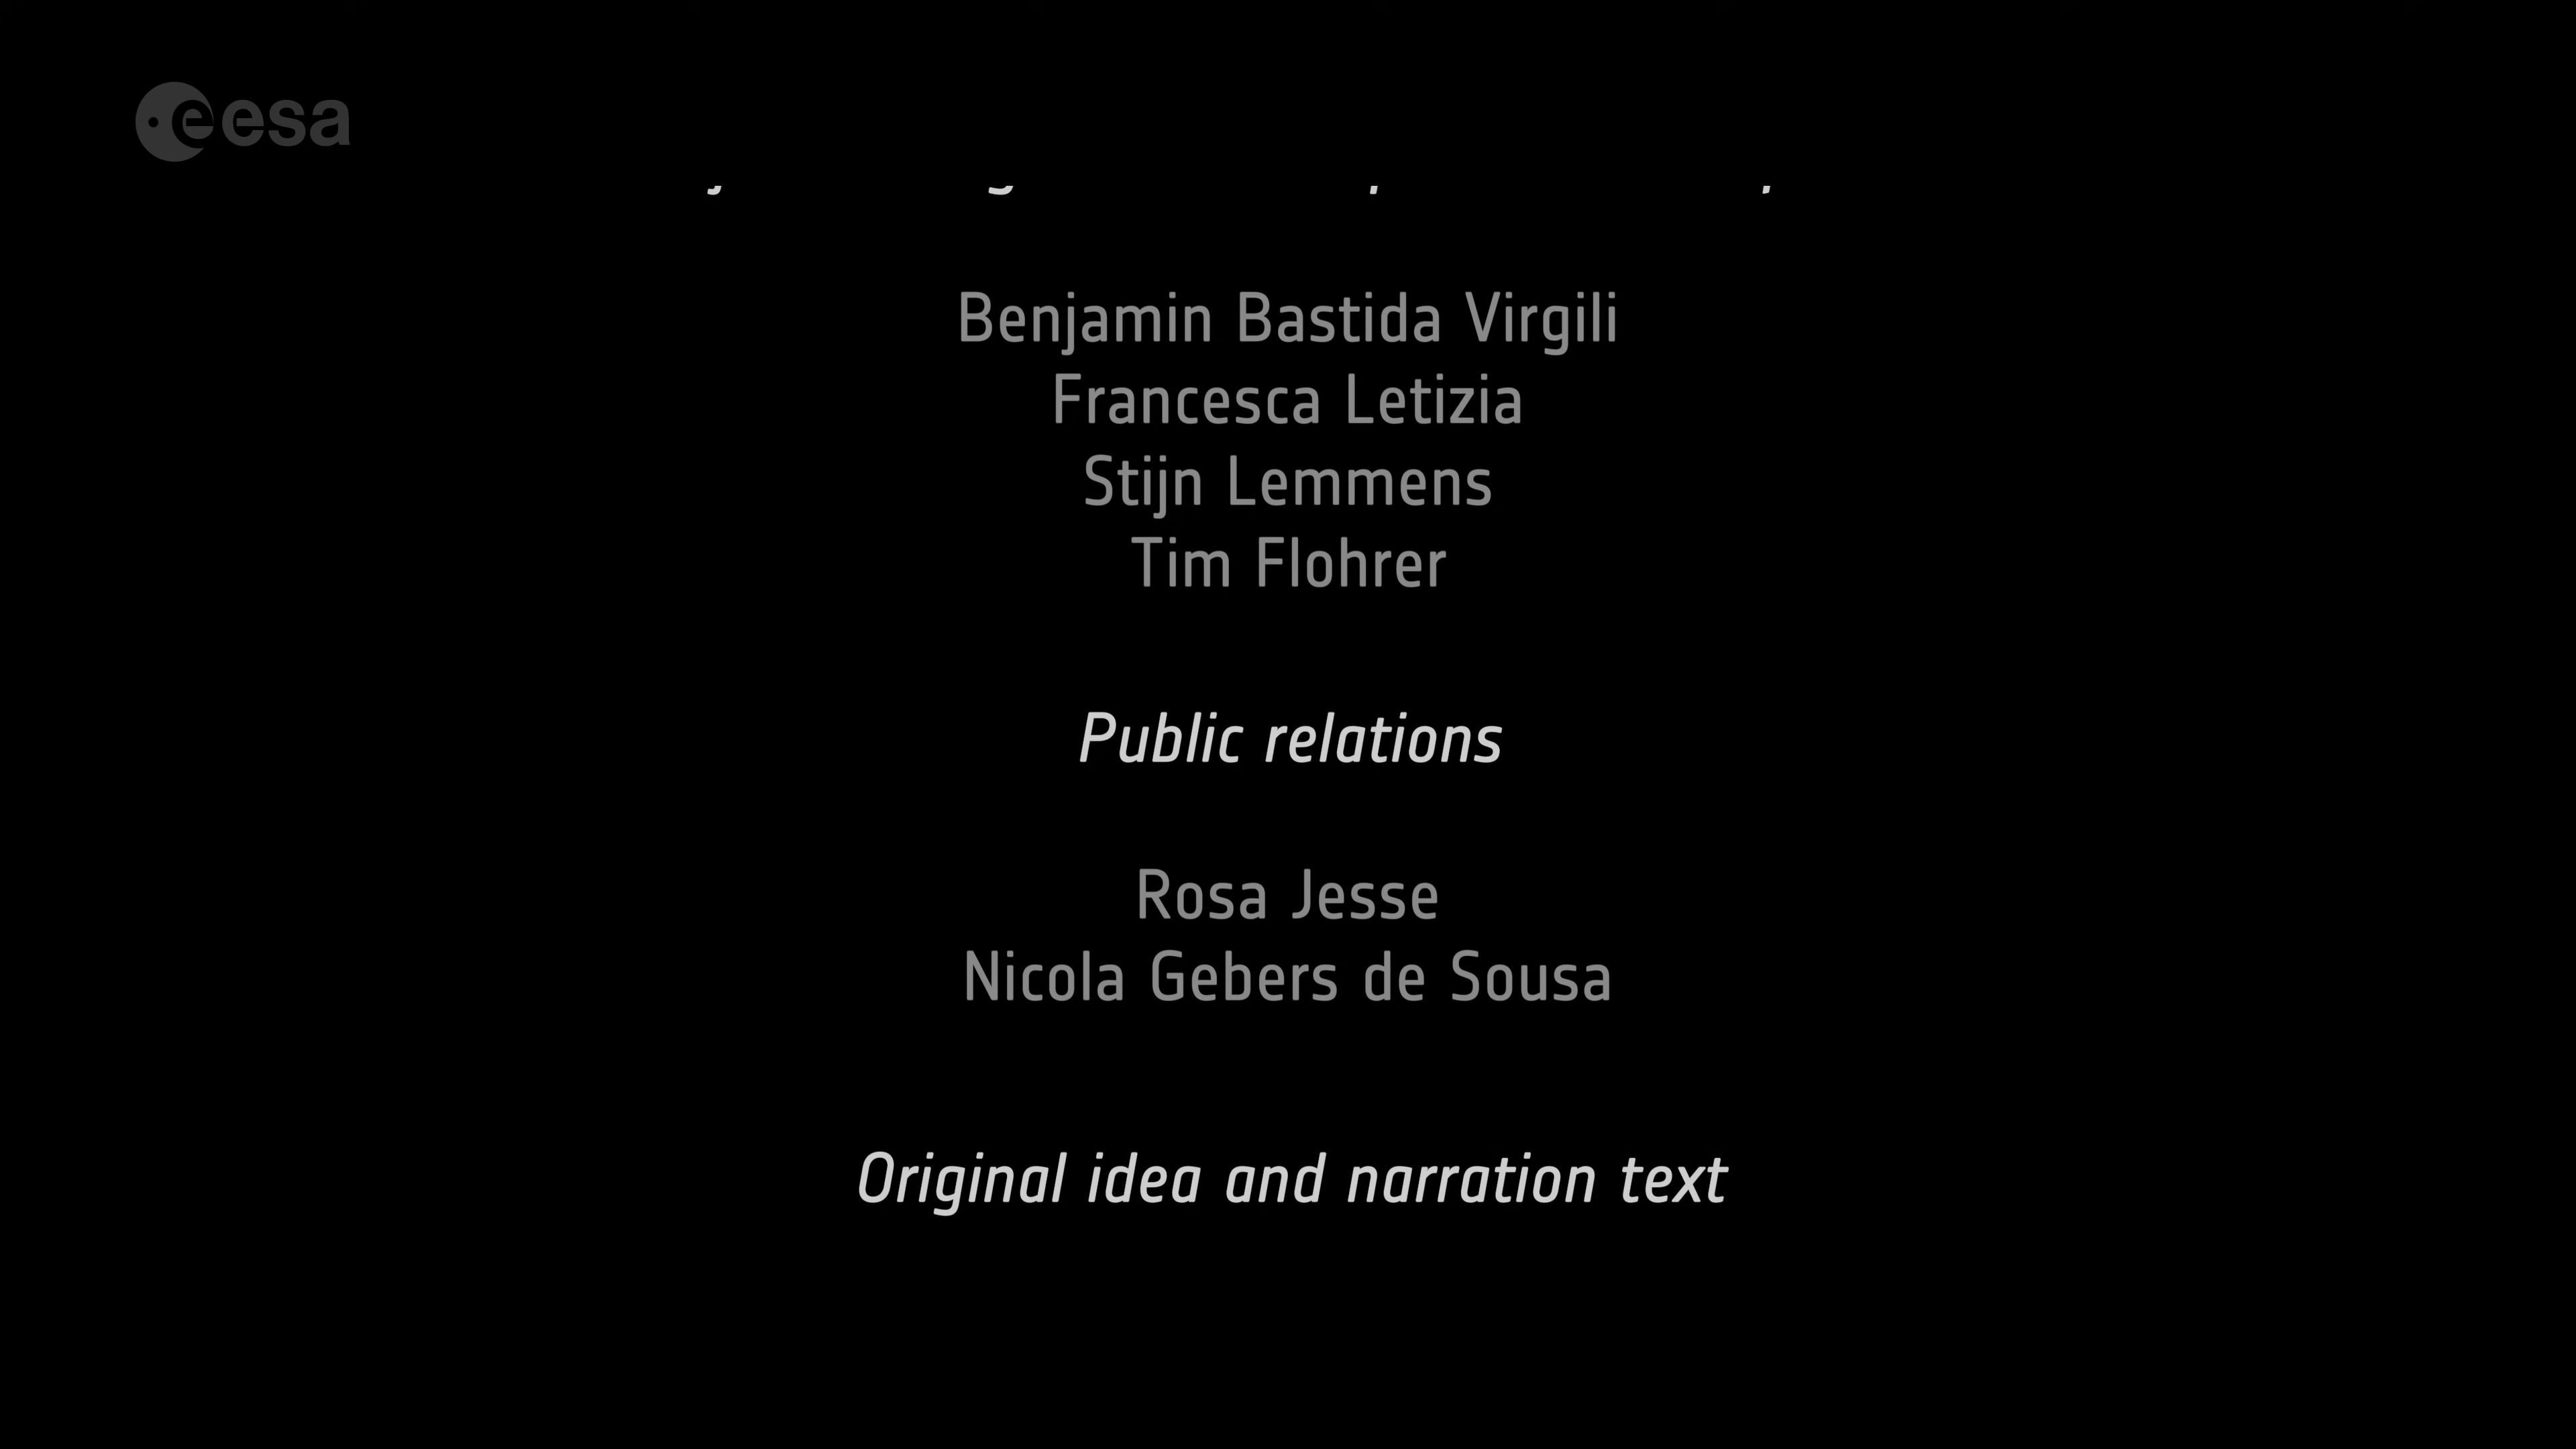 esa
Benjamin Bastida Virgili
Francesca Letizia
Stijn Lemmens
Tim Flohrer
Public relations
Rosa Jesse
Nicola Gebers de Sousa
Original idea and narration text